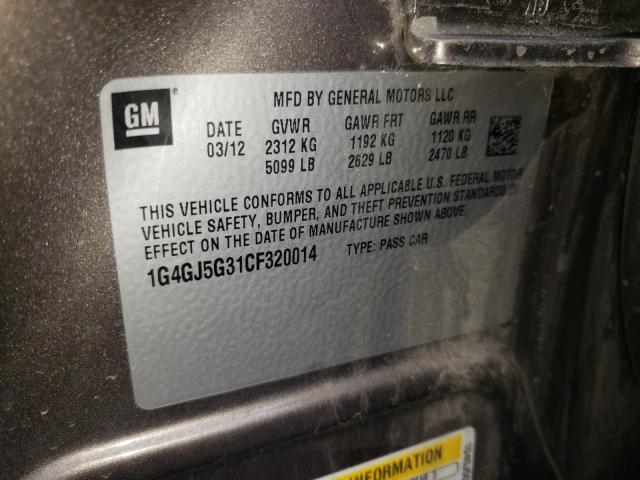 GM
MFD BY GENERAL MOTORS LLC
DATE GVWR GAWR FRT GAWR RR
03/12 2312 KG 1192 KG 1120 KG
5099 LB 2629 LB 2470 LB
THIS VEHICLE CONFORMS TO ALL APPLICABLE U.S. FEDERAL MOTOR
VEHICLE SAFETY, BUMPER, AND THEFT PREVENTION STANDARDS IN
EFFECT ON THE DATE OF MANUFACTURE SHOWN ABOVE.
1G4GJ5G31CF320014 TYPE: PASS CAR
INFORMATION